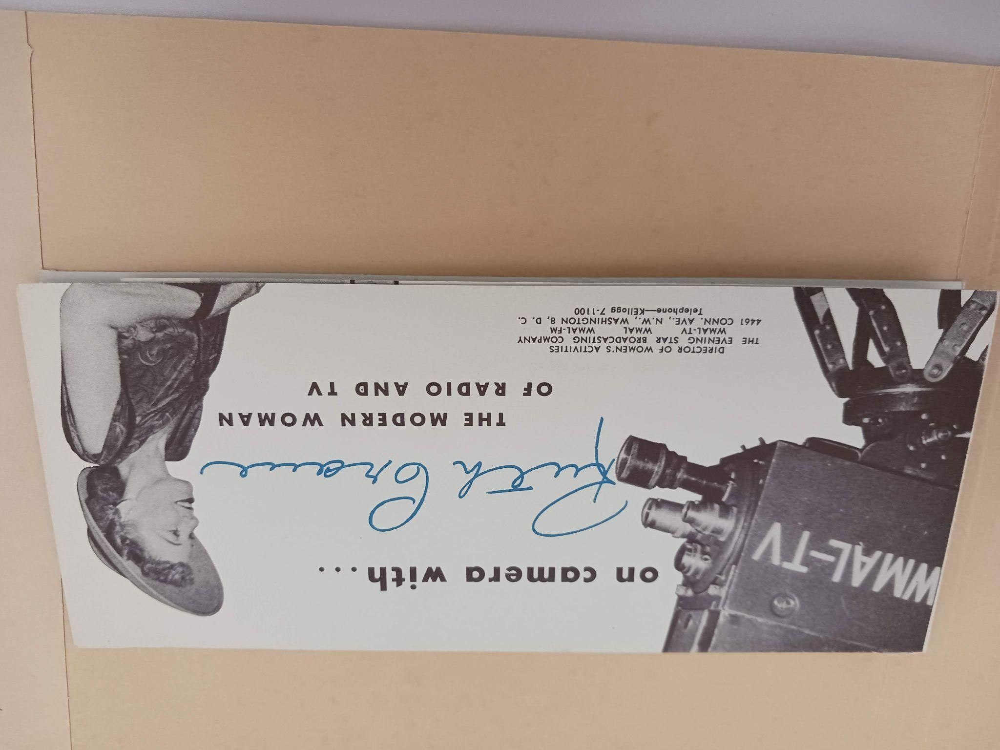 WMAL-TV
on camera with...
Ruth Crane
THE MODERN WOMAN
OF RADIO AND TV
DIRECTOR OF WOMEN'S ACTIVITIES
THE EVENING STAR BROADCASTING COMPANY
WMAL-TV WMAL WMAL-FM
4461 CONN. AVE., N.W., WASHINGTON 8, D. C.
Telephone—KEllogg 7-1100